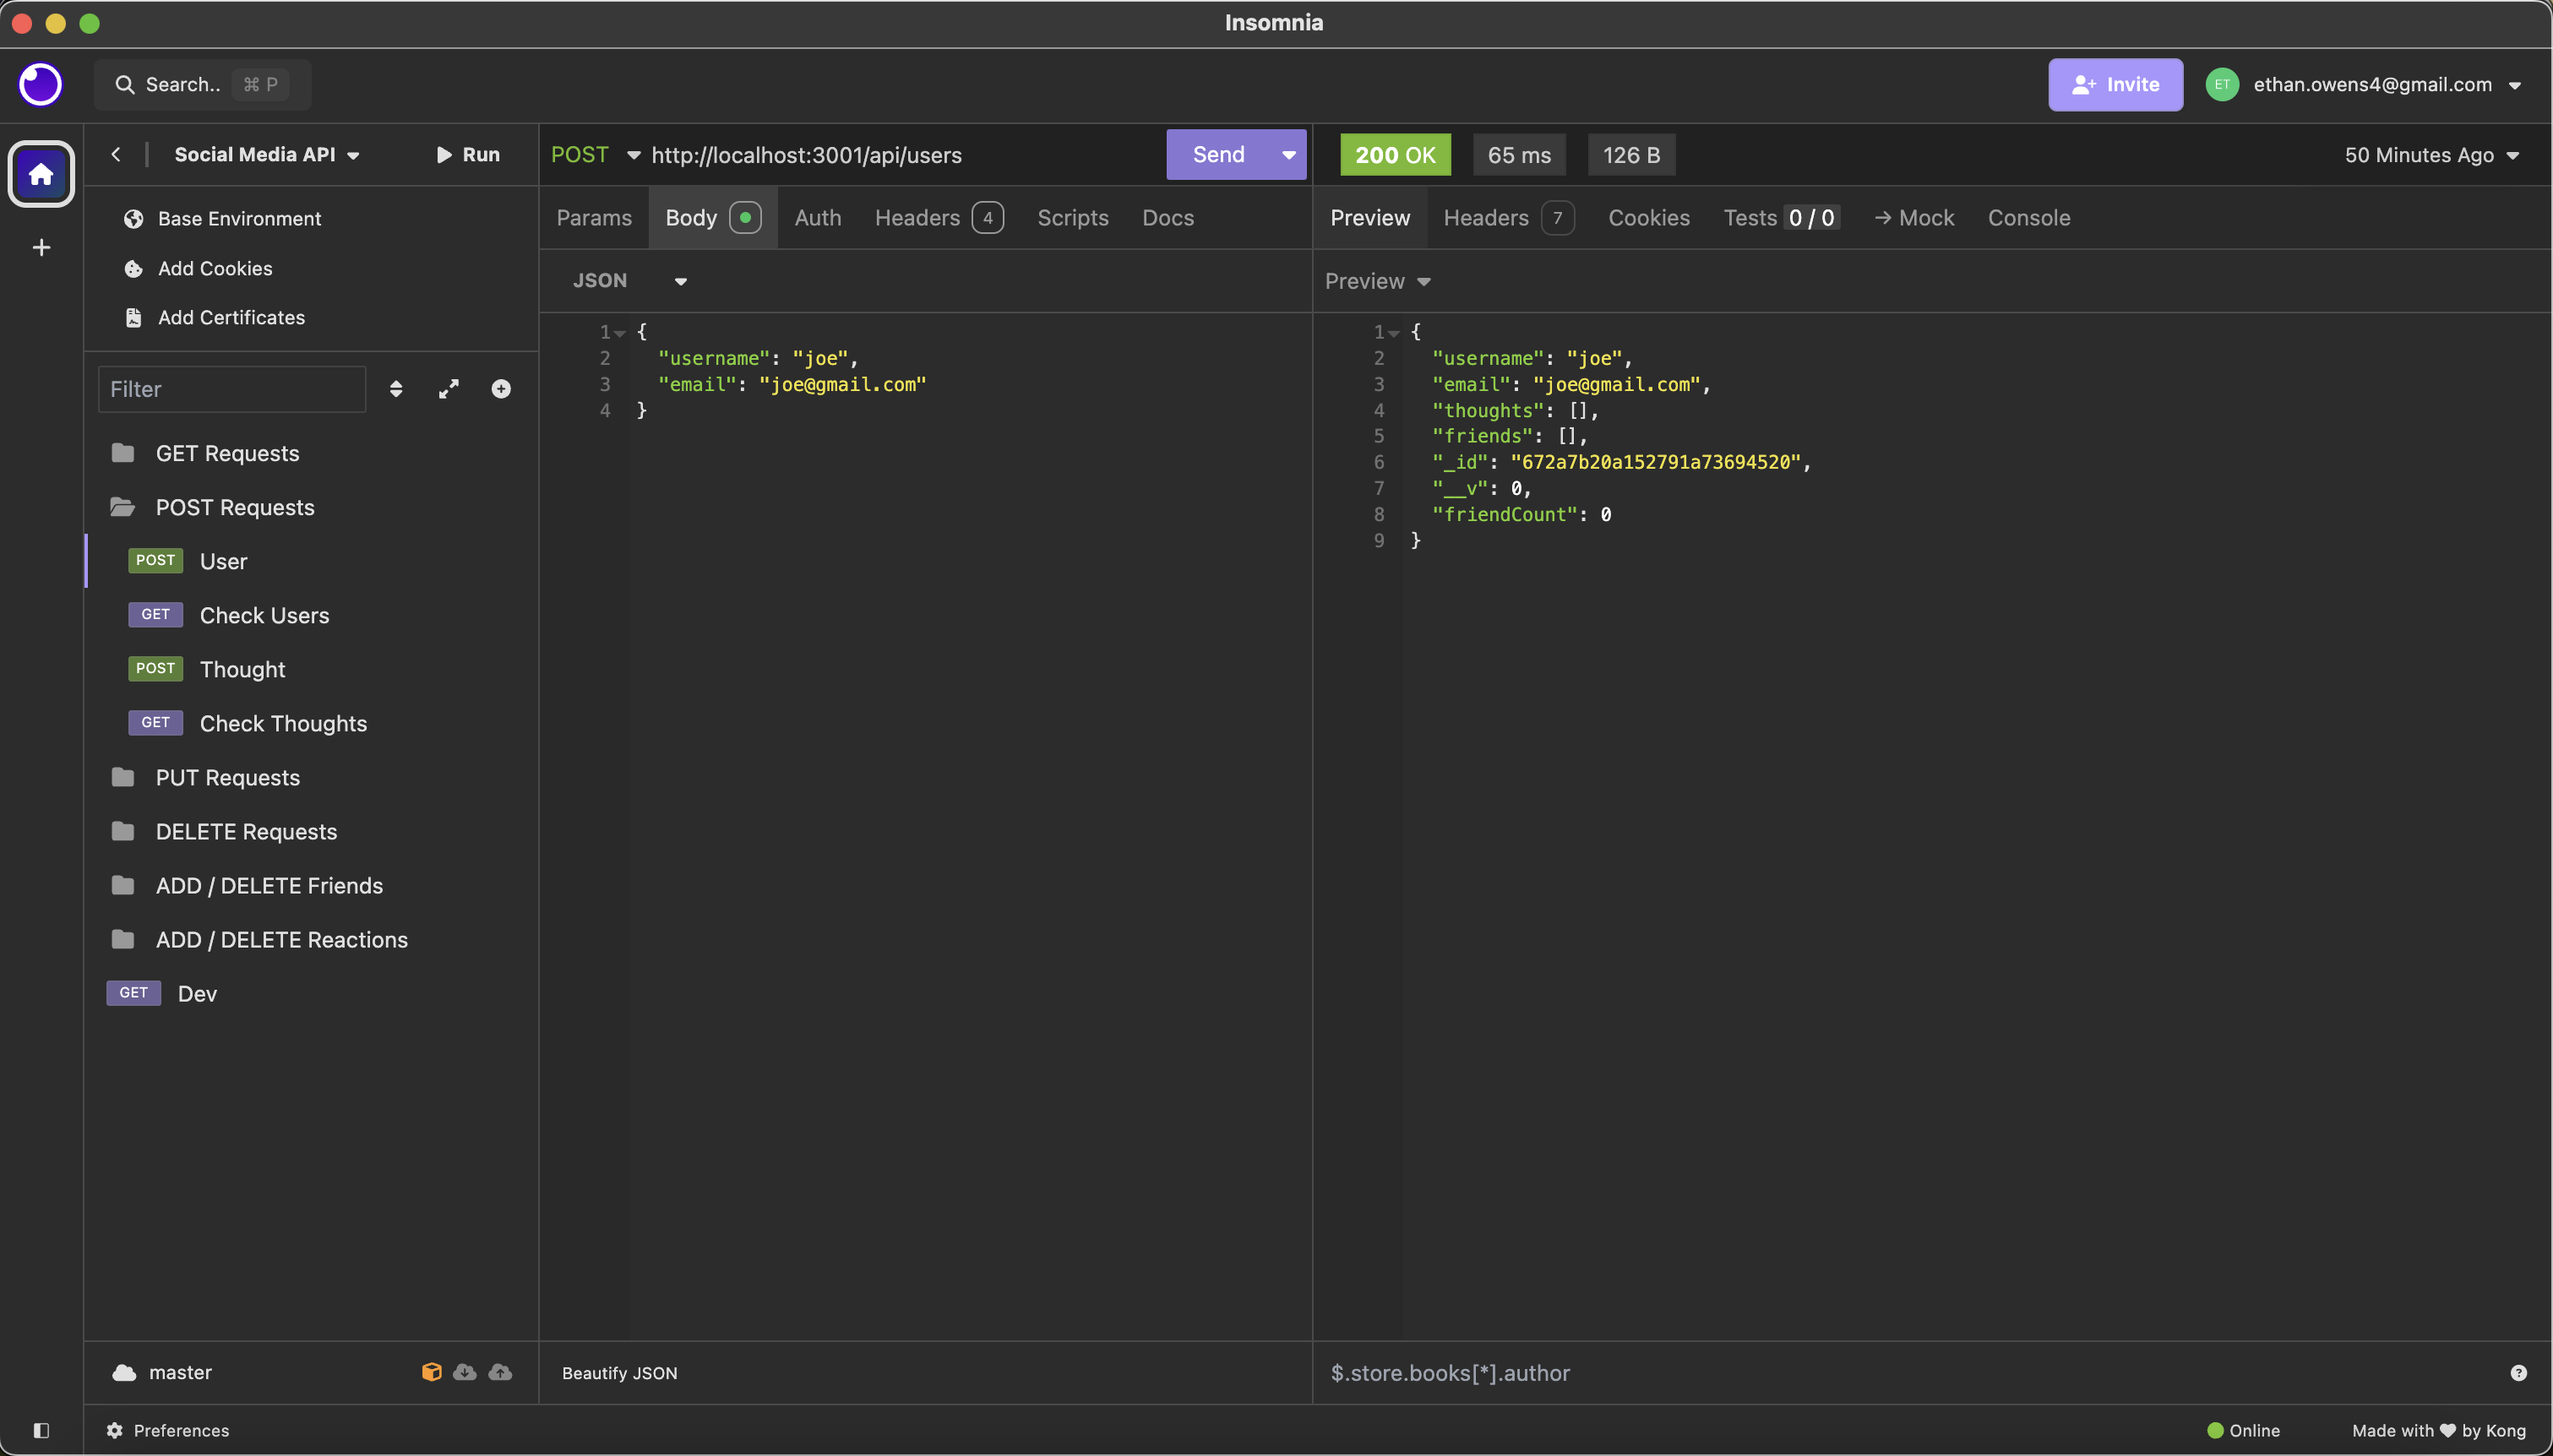 Insomnia
Search.. ⌘ P
Invite
ET ethan.owens4@gmail.com
Social Media API
Run
Base Environment
Add Cookies
Add Certificates
Filter
GET Requests
POST Requests
POST User
GET Check Users
POST Thought
GET Check Thoughts
PUT Requests
DELETE Requests
ADD / DELETE Friends
ADD / DELETE Reactions
GET Dev
master
POST http://localhost:3001/api/users
Send
Params Body Auth Headers 4 Scripts Docs
JSON
1 {
2 "username": "joe",
3 "email": "joe@gmail.com"
4 }
Beautify JSON
200 OK 65 ms 126 B 50 Minutes Ago
Preview Headers 7 Cookies Tests 0 / 0 → Mock Console
Preview
1 {
2 "username": "joe",
3 "email": "joe@gmail.com",
4 "thoughts": [],
5 "friends": [],
6 "_id": "672a7b20a152791a73694520",
7 "__v": 0,
8 "friendCount": 0
9 }
$.store.books[*].author ?
Preferences
Online Made with ♥ by Kong